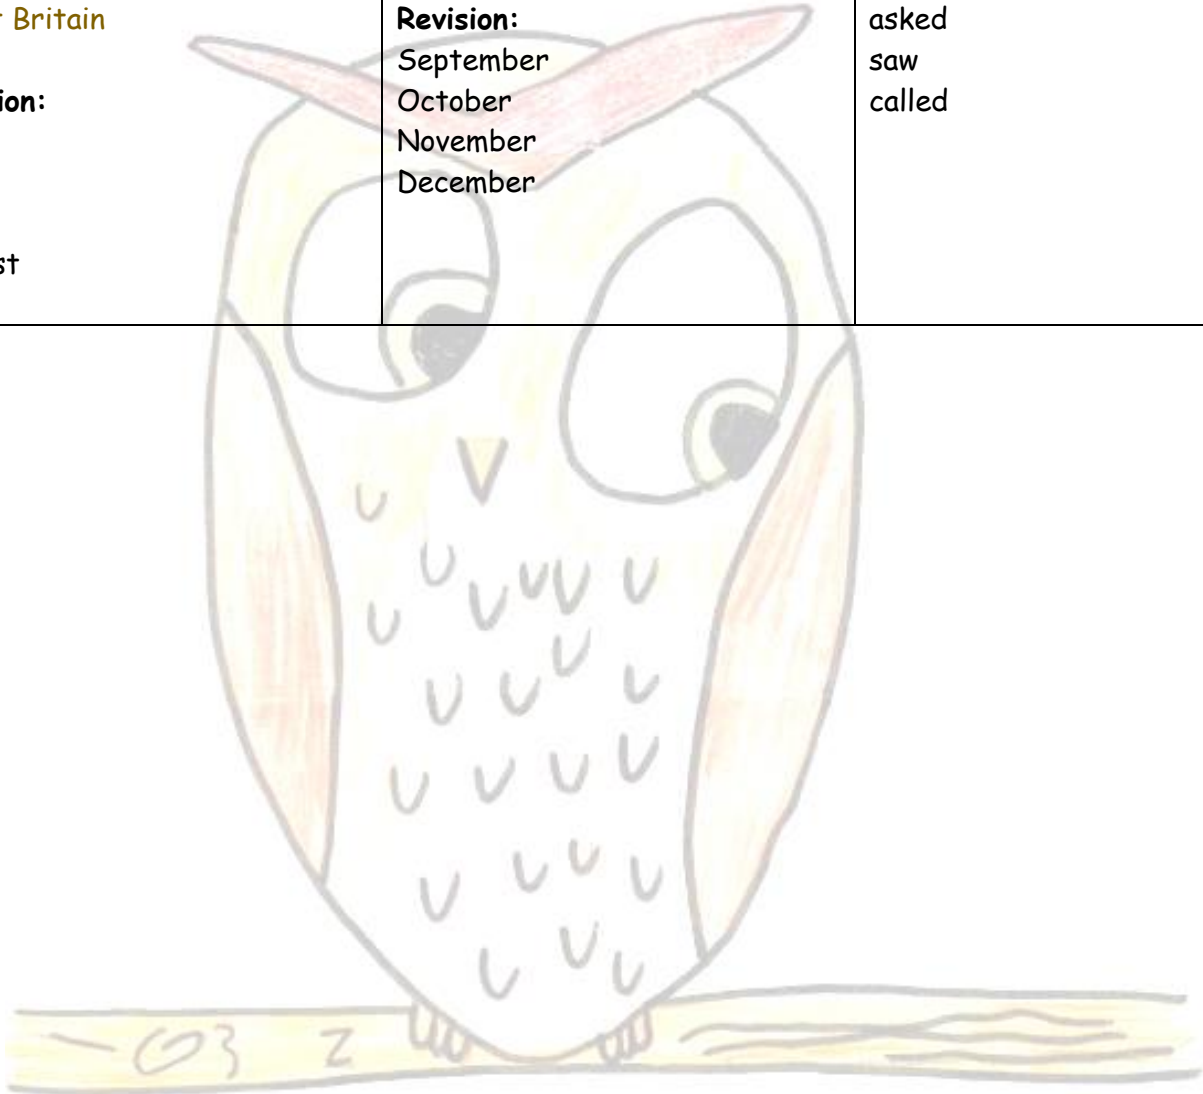 Britain
ion:
st
Revision:
September
October
November
December
asked
saw
called